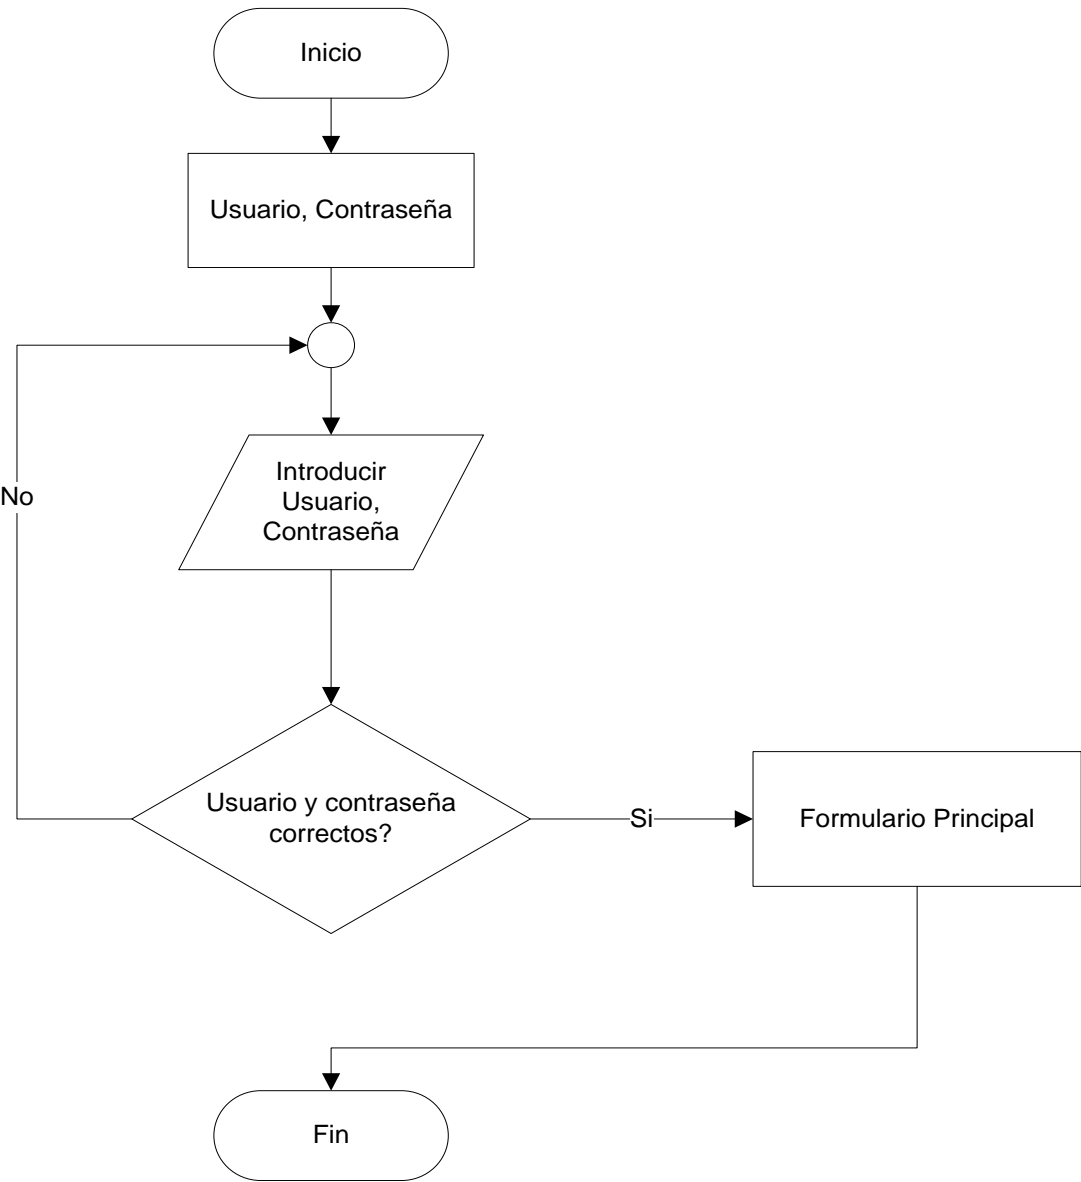 Inicio
Usuario, Contraseña
No
Introducir
Usuario,
Contraseña
Usuario y contraseña
correctos?
Si
Formulario Principal
Fin